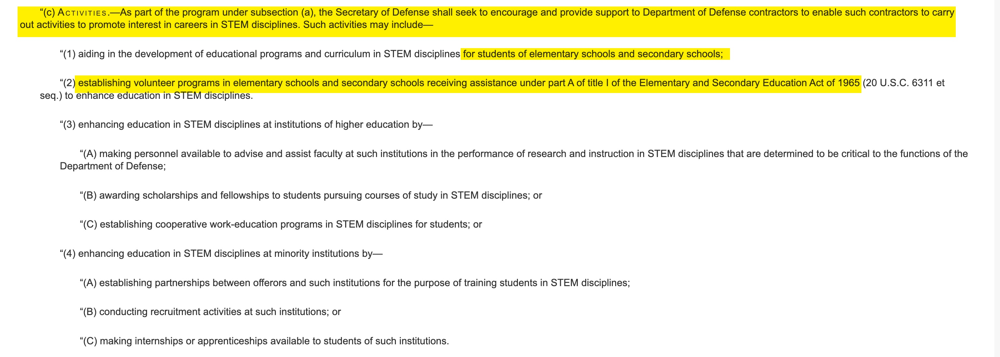 “(c) ACTIVITIES.—As part of the program under subsection (a), the Secretary of Defense shall seek to encourage and provide support to Department of Defense contractors to enable such contractors to carry
out activities to promote interest in careers in STEM disciplines. Such activities may include—
“(1) aiding in the development of educational programs and curriculum in STEM disciplines for students of elementary schools and secondary schools;
“(2) establishing volunteer programs in elementary schools and secondary schools receiving assistance under part A of title I of the Elementary and Secondary Education Act of 1965 (20 U.S.C. 6311 et
seq.) to enhance education in STEM disciplines.
“(3) enhancing education in STEM disciplines at institutions of higher education by—
“(A) making personnel available to advise and assist faculty at such institutions in the performance of research and instruction in STEM disciplines that are determined to be critical to the functions of the
Department of Defense;
“(B) awarding scholarships and fellowships to students pursuing courses of study in STEM disciplines; or
“(C) establishing cooperative work-education programs in STEM disciplines for students; or
“(4) enhancing education in STEM disciplines at minority institutions by—
“(A) establishing partnerships between offerors and such institutions for the purpose of training students in STEM disciplines;
“(B) conducting recruitment activities at such institutions; or
“(C) making internships or apprenticeships available to students of such institutions.